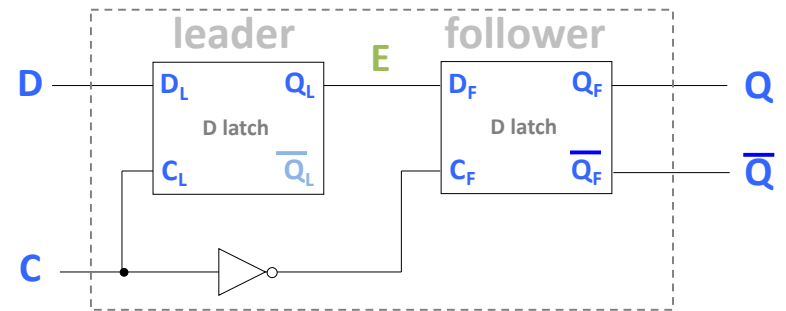 leader follower
E
D D_L Q_L D_F Q_F Q
D latch D latch
C_L Q̅_L C_F Q̅_F Q̅
C